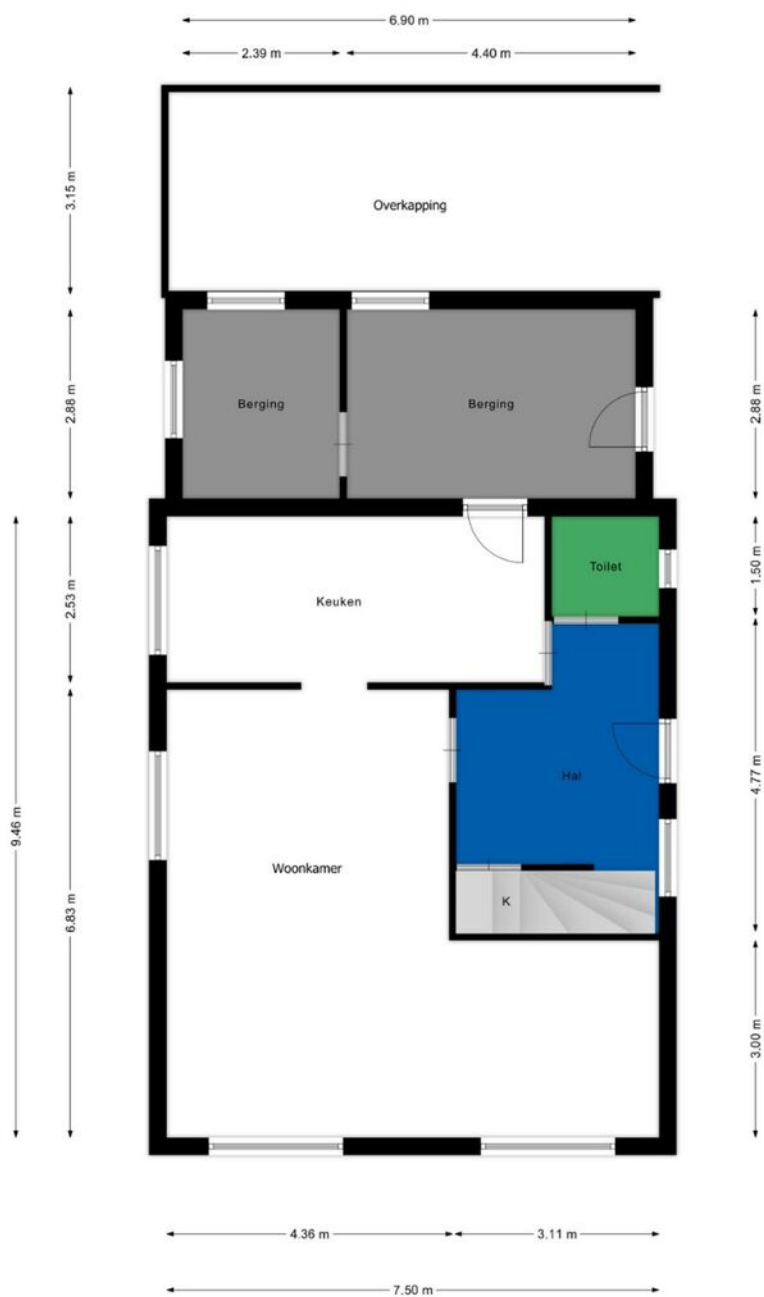 6.90 m
2.39 m
4.40 m
3.15 m
Overkapping
2.88 m
Berging
Berging
2.88 m
2.53 m
Keuken
Toilet
1.50 m
9.46 m
6.83 m
Woonkamer
Hal
4.77 m
K
3.00 m
4.36 m
3.11 m
7.50 m